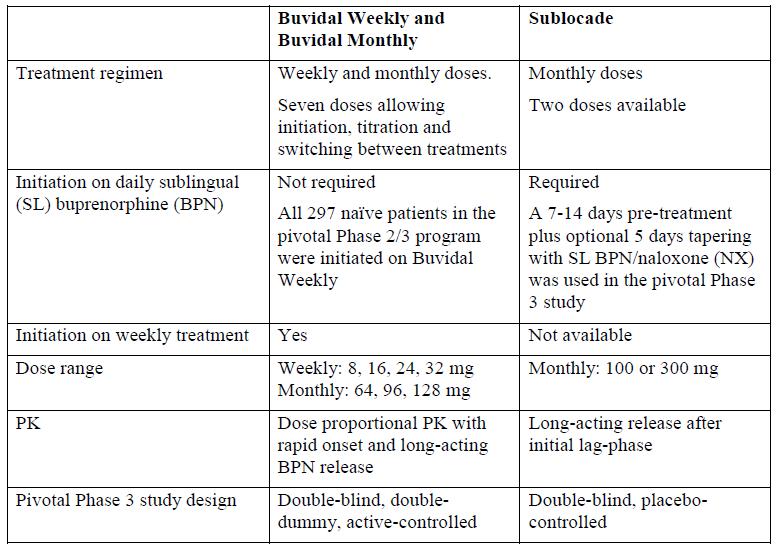 Buvidal Weekly and
Buvidal Monthly
Sublocade
Treatment regimen
Weekly and monthly doses.
Seven doses allowing
initiation, titration and
switching between treatments
Monthly doses
Two doses available
Initiation on daily sublingual
(SL) buprenorphine (BPN)
Not required
All 297 naïve patients in the
pivotal Phase 2/3 program
were initiated on Buvidal
Weekly
Required
A 7-14 days pre-treatment
plus optional 5 days tapering
with SL BPN/naloxone (NX)
was used in the pivotal Phase
3 study
Initiation on weekly treatment
Yes
Not available
Dose range
Weekly: 8, 16, 24, 32 mg
Monthly: 64, 96, 128 mg
Monthly: 100 or 300 mg
PK
Dose proportional PK with
rapid onset and long-acting
BPN release
Long-acting release after
initial lag-phase
Pivotal Phase 3 study design
Double-blind, double-
dummy, active-controlled
Double-blind, placebo-
controlled